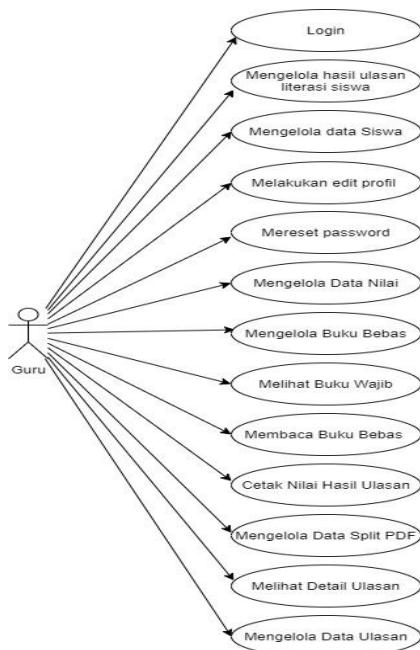 Login
Mengelola hasil ulasan
literasi siswa
Mengelola data Siswa
Melakukan edit profil
Mereset password
Mengelola Data Nilai
Guru
Mengelola Buku Bebas
Melihat Buku Wajib
Membaca Buku Bebas
Cetak Nilai Hasil Ulasan
Mengelola Data Split PDF
Melihat Detail Ulasan
Mengelola Data Ulasan